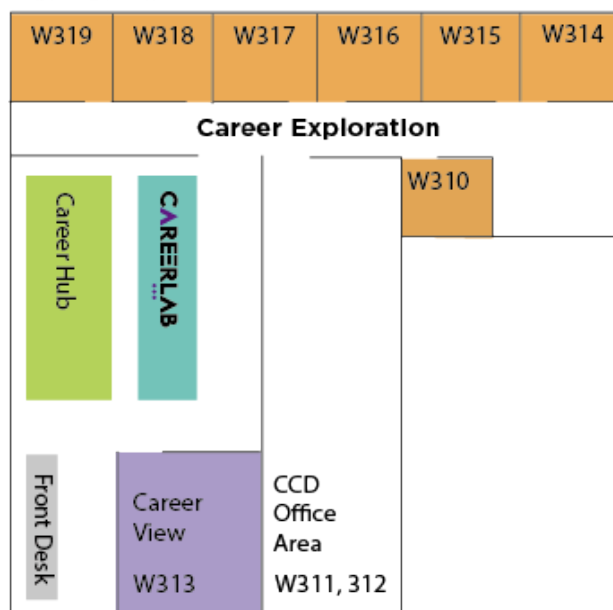 W319 W318 W317 W316 W315 W314
Career Exploration
W310
Career Hub
CAREERLAB
Front Desk
Career
View
W313
CCD
Office
Area
W311, 312